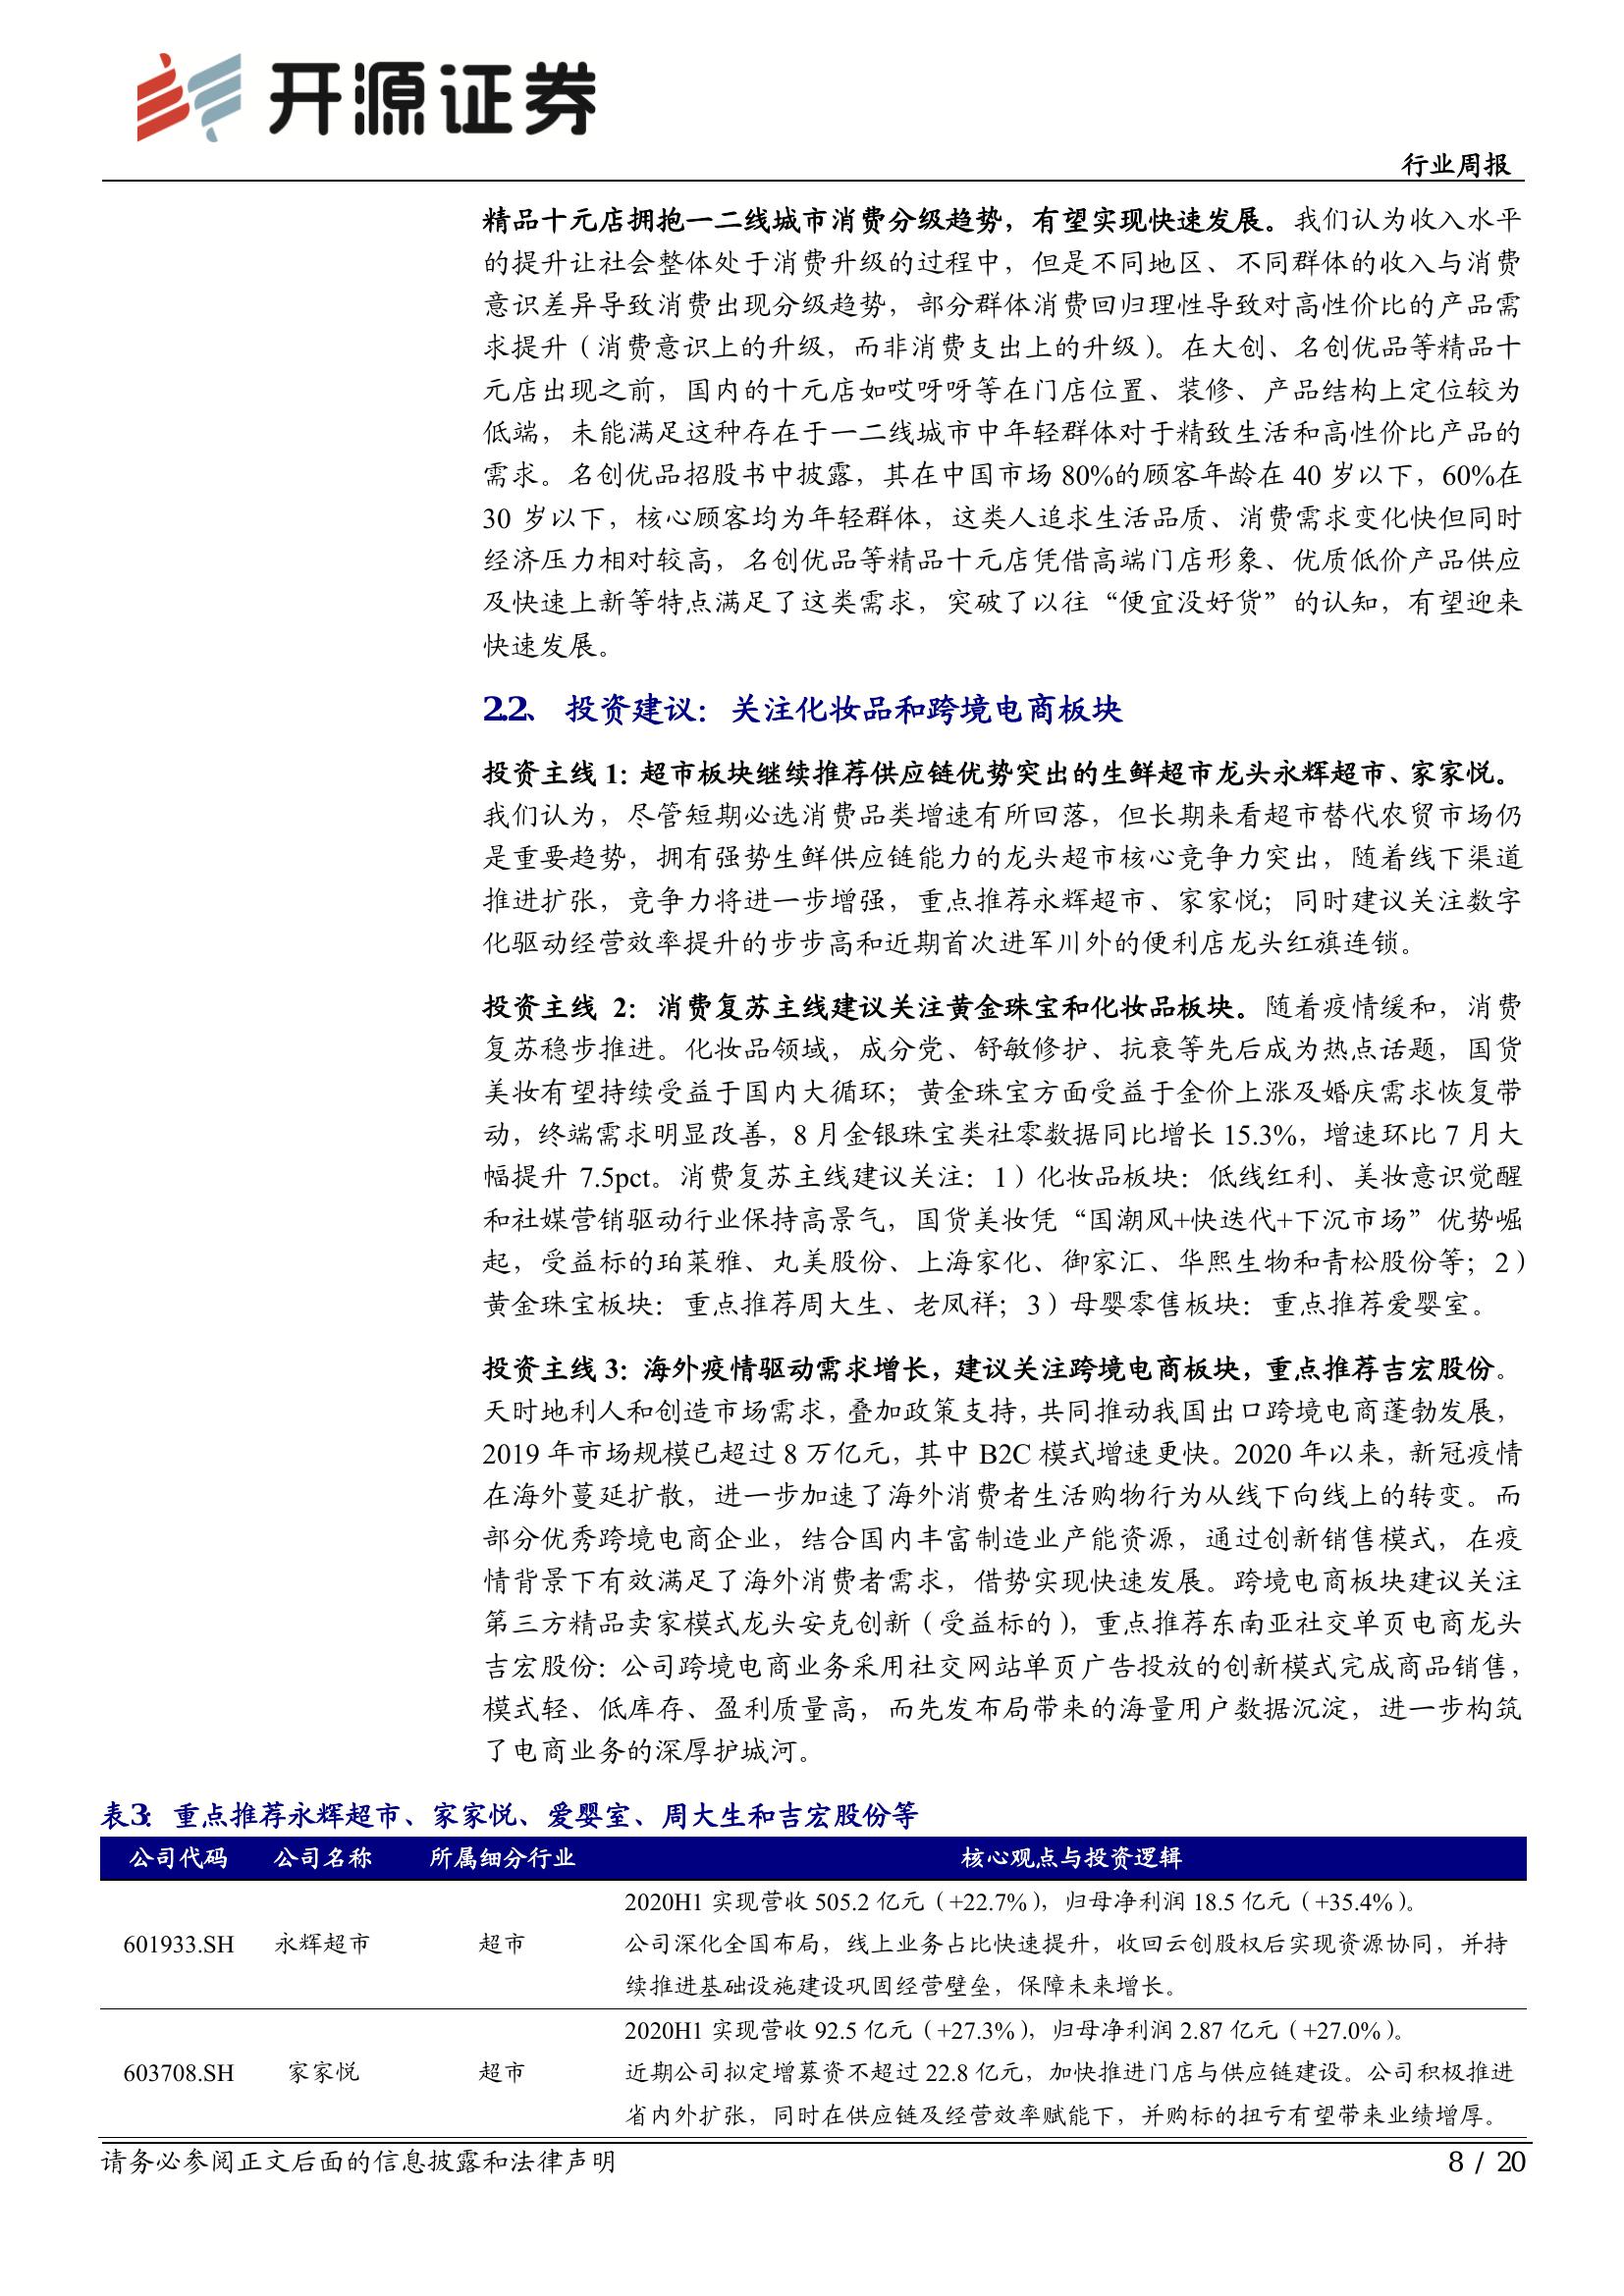 开源证券
行业周报
精品十元店拥抱一二线城市消费分级趋势，有望实现快速发展。我们认为收入水平
的提升让社会整体处于消费升级的过程中，但是不同地区、不同群体的收入与消费
意识差异导致消费出现分级趋势，部分群体消费回归理性导致对高性价比的产品需
求提升（消费意识上的升级，而非消费支出上的升级）。在大创、名创优品等精品十
元店出现之前，国内的十元店如哎呀呀等在门店位置、装修、产品结构上定位较为
低端，未能满足这种存在于一二线城市中年轻群体对于精致生活和高性价比产品的
需求。名创优品招股书中披露，其在中国市场 80%的顾客年龄在 40 岁以下，60%在
30 岁以下，核心顾客均为年轻群体，这类人追求生活品质、消费需求变化快但同时
经济压力相对较高，名创优品等精品十元店凭借高端门店形象、优质低价产品供应
及快速上新等特点满足了这类需求，突破了以往“便宜没好货”的认知，有望迎来
快速发展。
2.2、 投资建议：关注化妆品和跨境电商板块
投资主线 1：超市板块继续推荐供应链优势突出的生鲜超市龙头永辉超市、家家悦。
我们认为，尽管短期必选消费品类增速有所回落，但长期来看超市替代农贸市场仍
是重要趋势，拥有强势生鲜供应链能力的龙头超市核心竞争力突出，随着线下渠道
推进扩张，竞争力将进一步增强，重点推荐永辉超市、家家悦；同时建议关注数字
化驱动经营效率提升的步步高和近期首次进军川外的便利店龙头红旗连锁。
投资主线 2：消费复苏主线建议关注黄金珠宝和化妆品板块。随着疫情缓和，消费
复苏稳步推进。化妆品领域，成分党、舒敏修护、抗衰等先后成为热点话题，国货
美妆有望持续受益于国内大循环；黄金珠宝方面受益于金价上涨及婚庆需求恢复带
动，终端需求明显改善，8 月金银珠宝类社零数据同比增长 15.3%，增速环比 7 月大
幅提升 7.5pct。消费复苏主线建议关注：1）化妆品板块：低线红利、美妆意识觉醒
和社媒营销驱动行业保持高景气，国货美妆凭“国潮风+快迭代+下沉市场”优势崛
起，受益标的珀莱雅、丸美股份、上海家化、御家汇、华熙生物和青松股份等；2）
黄金珠宝板块：重点推荐周大生、老凤祥；3）母婴零售板块：重点推荐爱婴室。
投资主线 3：海外疫情驱动需求增长，建议关注跨境电商板块，重点推荐吉宏股份。
天时地利人和创造市场需求，叠加政策支持，共同推动我国出口跨境电商蓬勃发展，
2019 年市场规模已超过 8 万亿元，其中 B2C 模式增速更快。2020 年以来，新冠疫情
在海外蔓延扩散，进一步加速了海外消费者生活购物行为从线下向线上的转变。而
部分优秀跨境电商企业，结合国内丰富制造业产能资源，通过创新销售模式，在疫
情背景下有效满足了海外消费者需求，借势实现快速发展。跨境电商板块建议关注
第三方精品卖家模式龙头安克创新（受益标的），重点推荐东南亚社交单页电商龙头
吉宏股份：公司跨境电商业务采用社交网站单页广告投放的创新模式完成商品销售，
模式轻、低库存、盈利质量高，而先发布局带来的海量用户数据沉淀，进一步构筑
了电商业务的深厚护城河。
表3： 重点推荐永辉超市、家家悦、爱婴室、周大生和吉宏股份等
公司代码 公司名称 所属细分行业 核心观点与投资逻辑
2020H1 实现营收 505.2 亿元（+22.7%），归母净利润 18.5 亿元（+35.4%）。
601933.SH 永辉超市 超市 公司深化全国布局，线上业务占比快速提升，收回云创股权后实现资源协同，并持
续推进基础设施建设巩固经营壁垒，保障未来增长。
2020H1 实现营收 92.5 亿元（+27.3%），归母净利润 2.87 亿元（+27.0%）。
603708.SH 家家悦 超市 近期公司拟定增募资不超过 22.8 亿元，加快推进门店与供应链建设。公司积极推进
省内外扩张，同时在供应链及经营效率赋能下，并购标的扭亏有望带来业绩增厚。
请务必参阅正文后面的信息披露和法律声明 8 / 20